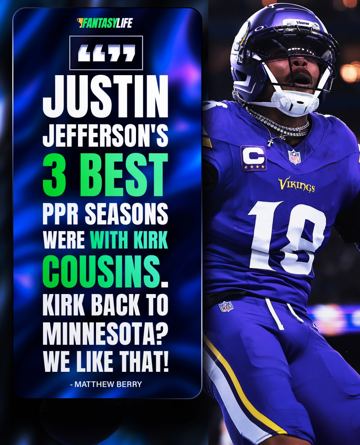 FANTASYLIFE
""
JUSTIN
JEFFERSON'S
3 BEST
PPR SEASONS
WERE WITH KIRK
COUSINS.
KIRK BACK TO
MINNESOTA?
WE LIKE THAT!
- MATTHEW BERRY
C
VIKINGS
18